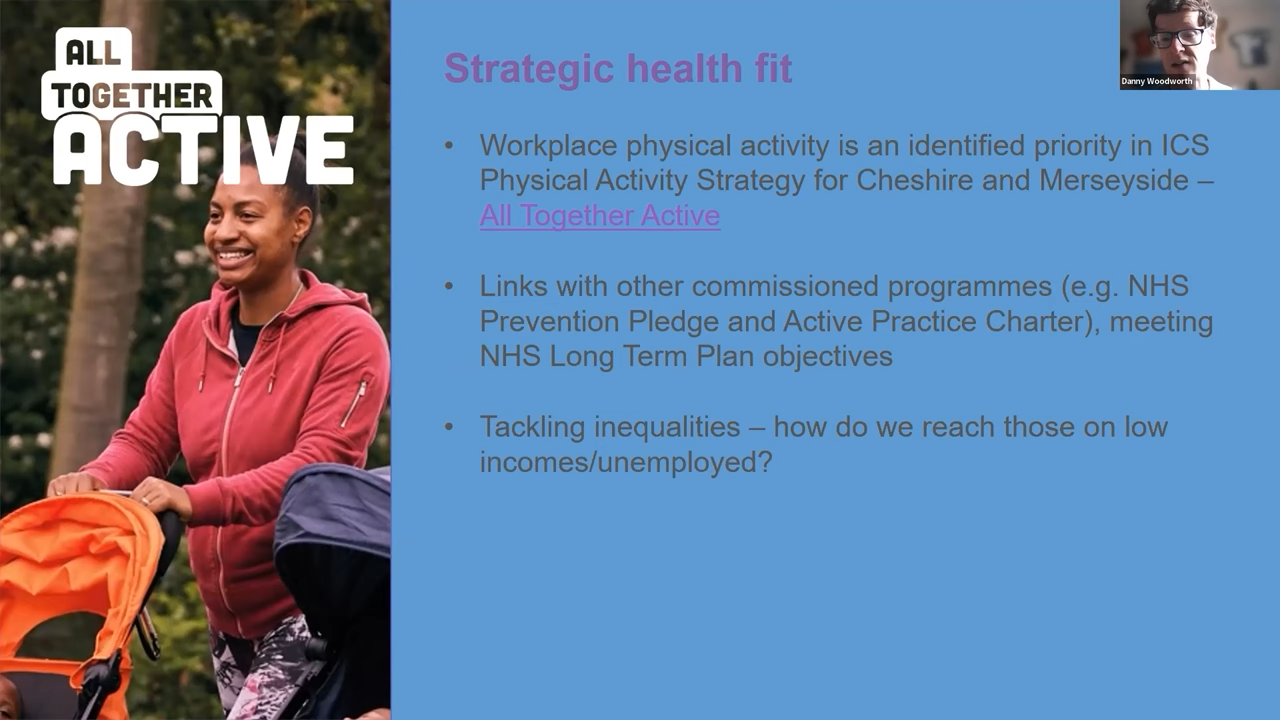 ALL
TOGETHER
ACTIVE
Strategic health fit
• Workplace physical activity is an identified priority in ICS
Physical Activity Strategy for Cheshire and Merseyside –
All Together Active
• Links with other commissioned programmes (e.g. NHS
Prevention Pledge and Active Practice Charter), meeting
NHS Long Term Plan objectives
• Tackling inequalities – how do we reach those on low
incomes/unemployed?
Danny Woodworth